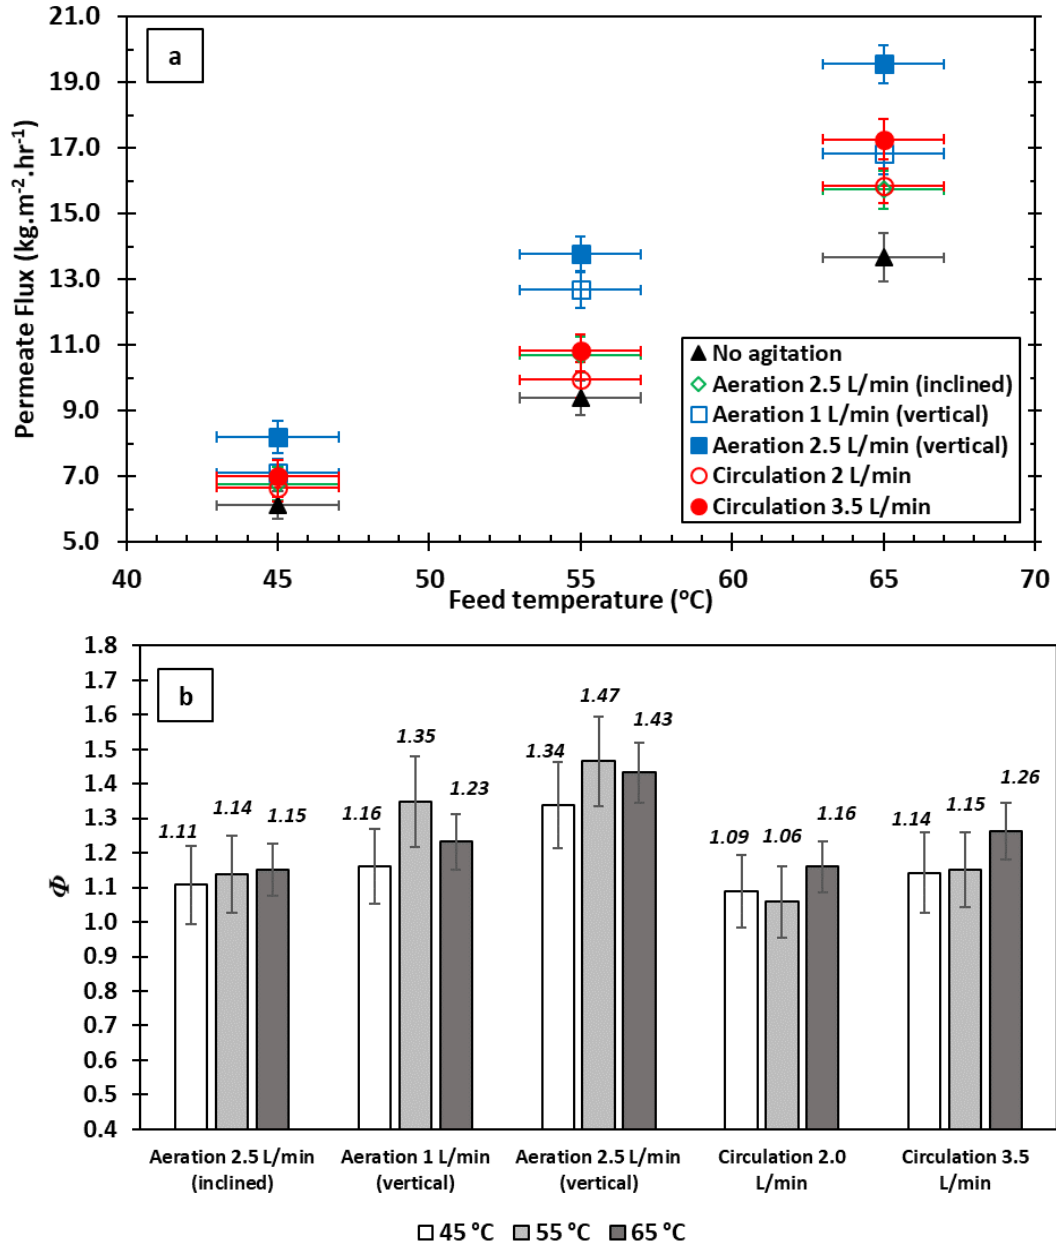 a
Permeate Flux (kg.m-2.hr-1)
21.0
19.0
17.0
15.0
13.0
11.0
9.0
7.0
5.0
No agitation
Aeration 2.5 L/min (inclined)
Aeration 1 L/min (vertical)
Aeration 2.5 L/min (vertical)
Circulation 2 L/min
Circulation 3.5 L/min
40 45 50 55 60 65 70
Feed temperature (°C)
b
Φ
1.8
1.7
1.6
1.5
1.4
1.3
1.2
1.1
1.0
0.9
0.8
0.7
0.6
0.5
0.4
1.11 1.14 1.15
1.16 1.35 1.23
1.34 1.47 1.43
1.09 1.06 1.16
1.14 1.15 1.26
Aeration 2.5 L/min
(inclined)
Aeration 1 L/min
(vertical)
Aeration 2.5 L/min
(vertical)
Circulation 2.0
L/min
Circulation 3.5
L/min
45 °C 55 °C 65 °C